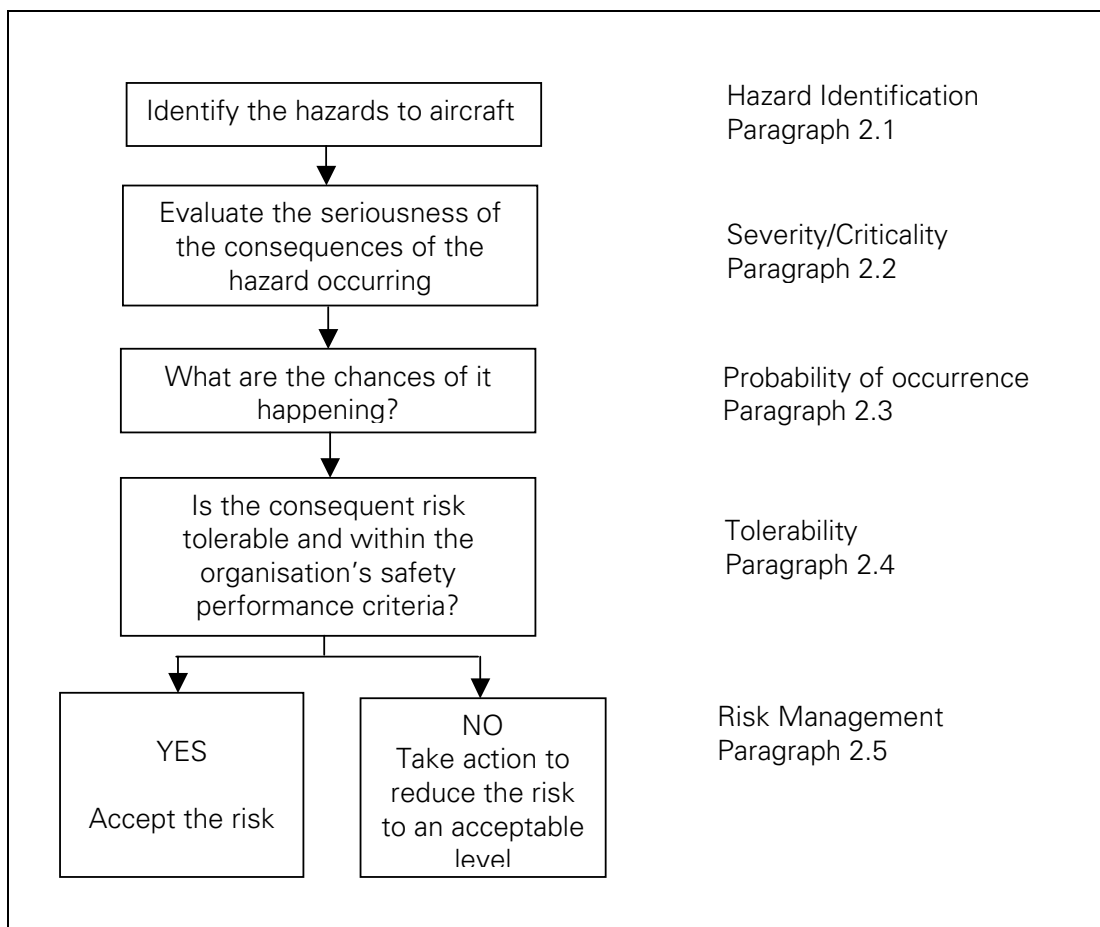 Identify the hazards to aircraft
Hazard Identification
Paragraph 2.1
Evaluate the seriousness of
the consequences of the
hazard occurring
Severity/Criticality
Paragraph 2.2
What are the chances of it
happening?
Probability of occurrence
Paragraph 2.3
Is the consequent risk
tolerable and within the
organisation's safety
performance criteria?
Tolerability
Paragraph 2.4
YES
Accept the risk
NO
Take action to
reduce the risk
to an acceptable
level
Risk Management
Paragraph 2.5